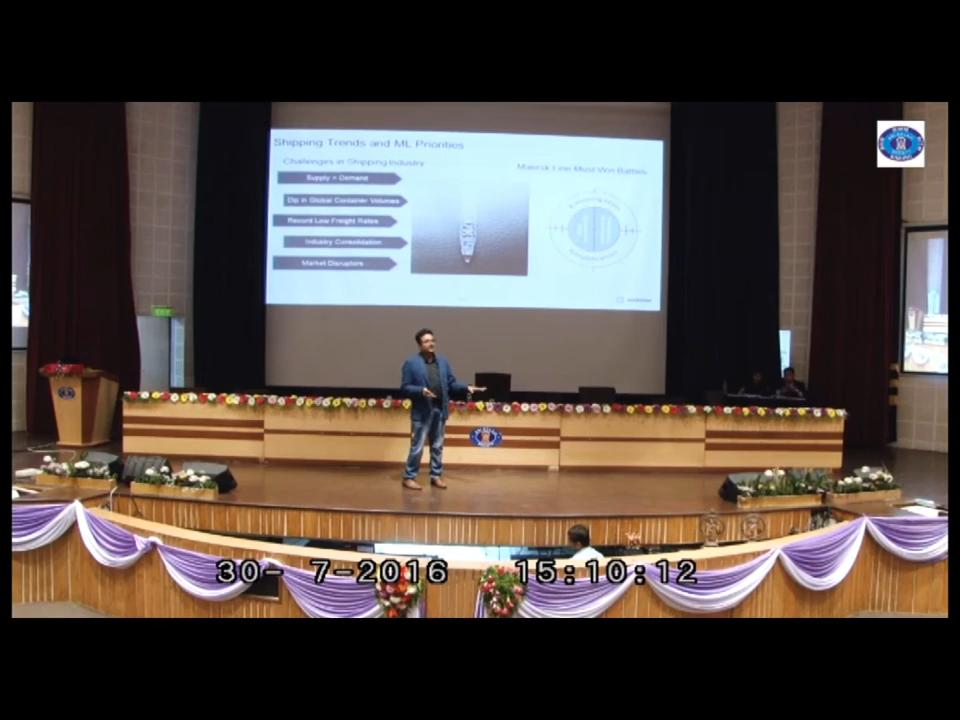 Shipping Trends and ML Priorities
Challenges in Shipping Industry
Supply > Demand
Dip in Global Container Volumes
Record Low Freight Rates
Industry Consolidation
Market Disruptors
Maersk Line Must Win Battles
30- 7-2016 15:10:12